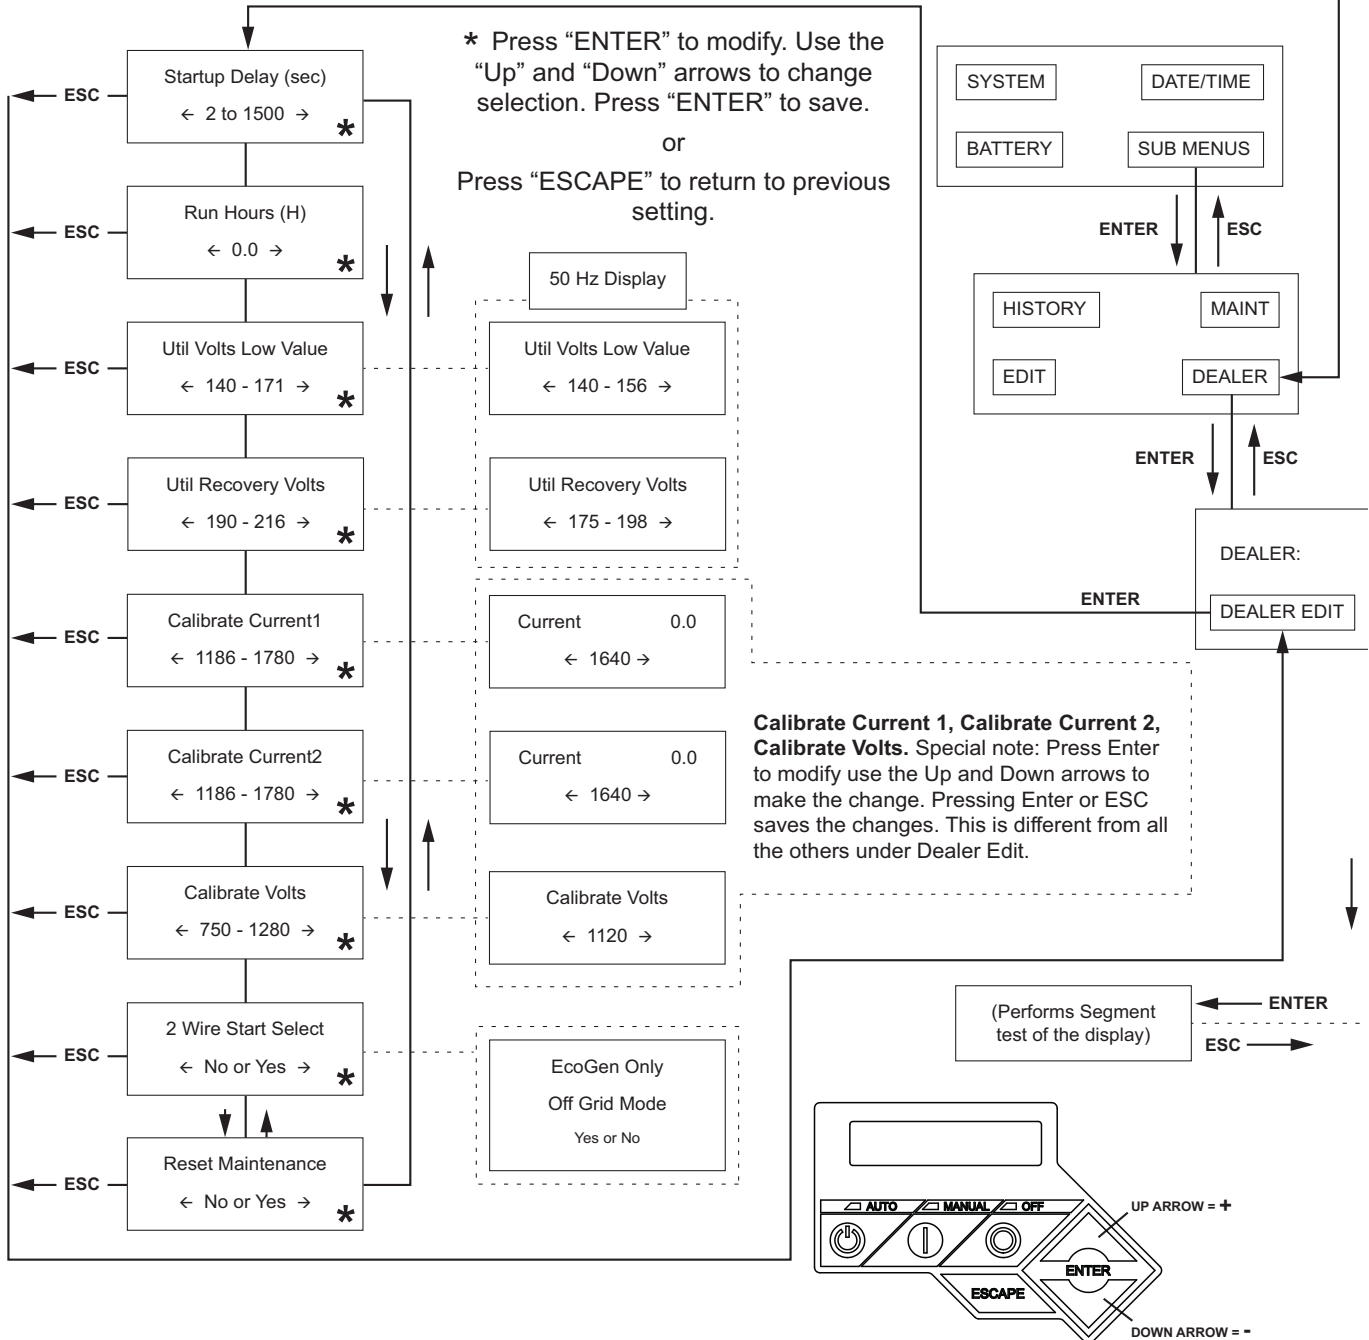 * Press “ENTER” to modify. Use the
“Up” and “Down” arrows to change
selection. Press “ENTER” to save.
or
Press “ESCAPE” to return to previous
setting.
Startup Delay (sec)
← 2 to 1500 →
*
ESC
Run Hours (H)
← 0.0 →
*
ESC
Util Volts Low Value
← 140 - 171 →
*
ESC
Util Recovery Volts
← 190 - 216 →
*
ESC
Calibrate Current1
← 1186 - 1780 →
*
ESC
Calibrate Current2
← 1186 - 1780 →
*
ESC
Calibrate Volts
← 750 - 1280 →
*
ESC
2 Wire Start Select
← No or Yes →
*
ESC
Reset Maintenance
← No or Yes →
*
ESC
50 Hz Display
Util Volts Low Value
← 140 - 156 →
Util Recovery Volts
← 175 - 198 →
Current 0.0
← 1640 →
Current 0.0
← 1640 →
Calibrate Volts
← 1120 →
EcoGen Only
Off Grid Mode
Yes or No
Calibrate Current 1, Calibrate Current 2,
Calibrate Volts. Special note: Press Enter
to modify use the Up and Down arrows to
make the change. Pressing Enter or ESC
saves the changes. This is different from all
the others under Dealer Edit.
SYSTEM DATE/TIME
BATTERY SUB MENUS
ENTER ESC
HISTORY MAINT
EDIT DEALER
ENTER ESC
DEALER:
DEALER EDIT
ENTER
(Performs Segment
test of the display)
ENTER
ESC
AUTO MANUAL OFF
ENTER
ESCAPE
UP ARROW = +
DOWN ARROW = -